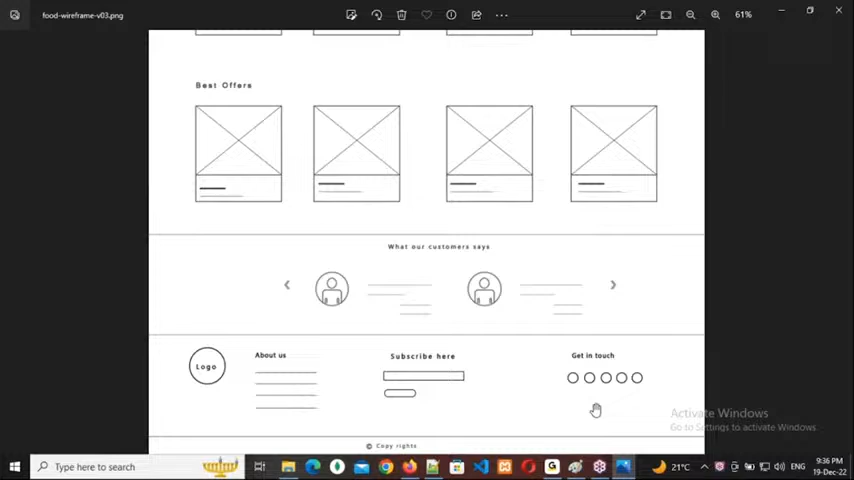 food-wireframe-v03.png
61%
Best Offers
What our customers says
Logo
About us
Subscribe here
Get in touch
Activate Windows
Go to Settings to activate Windows.
© Copy rights
Type here to search
21°C
ENG
9:36 PM
19-Dec-22